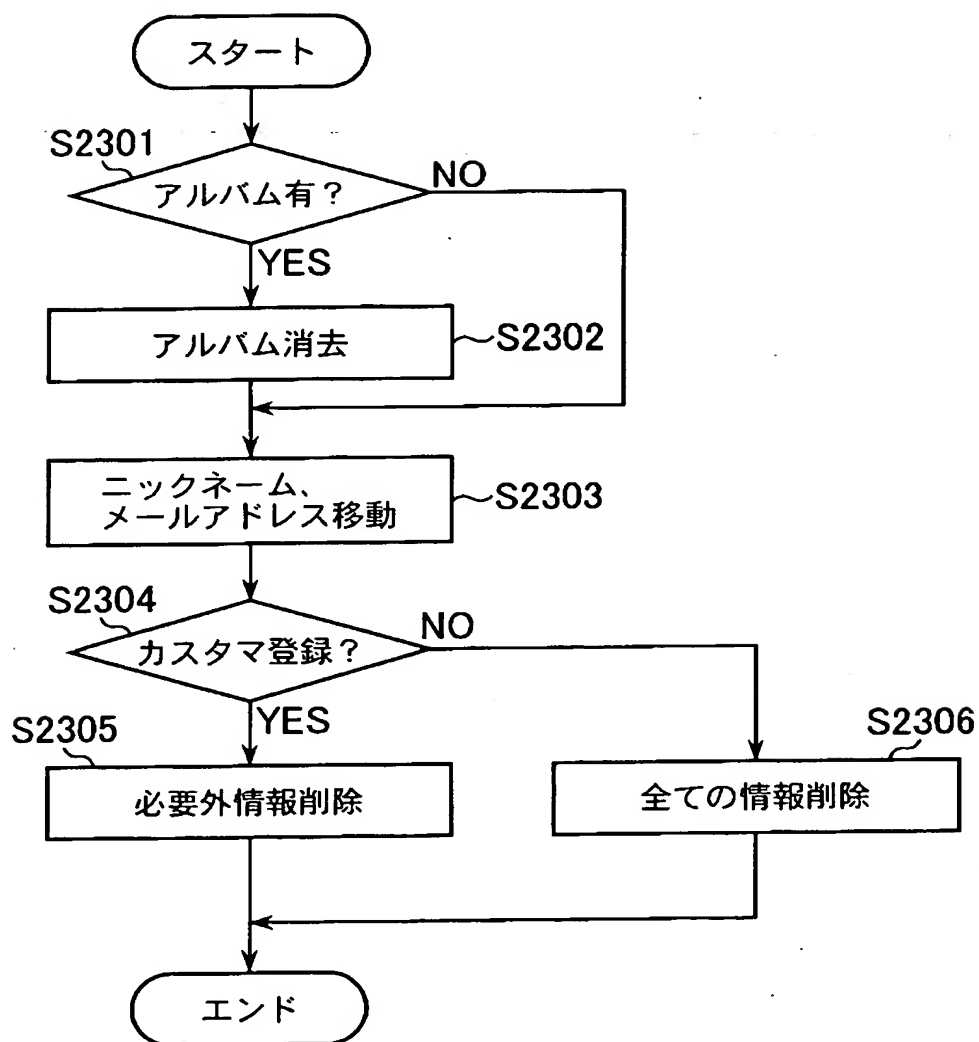 スタート
S2301
アルバム有？
NO
YES
アルバム消去
S2302
ニックネーム、
メールアドレス移動
S2303
S2304
カスタマ登録？
NO
YES
S2305
必要外情報削除
S2306
全ての情報削除
エンド